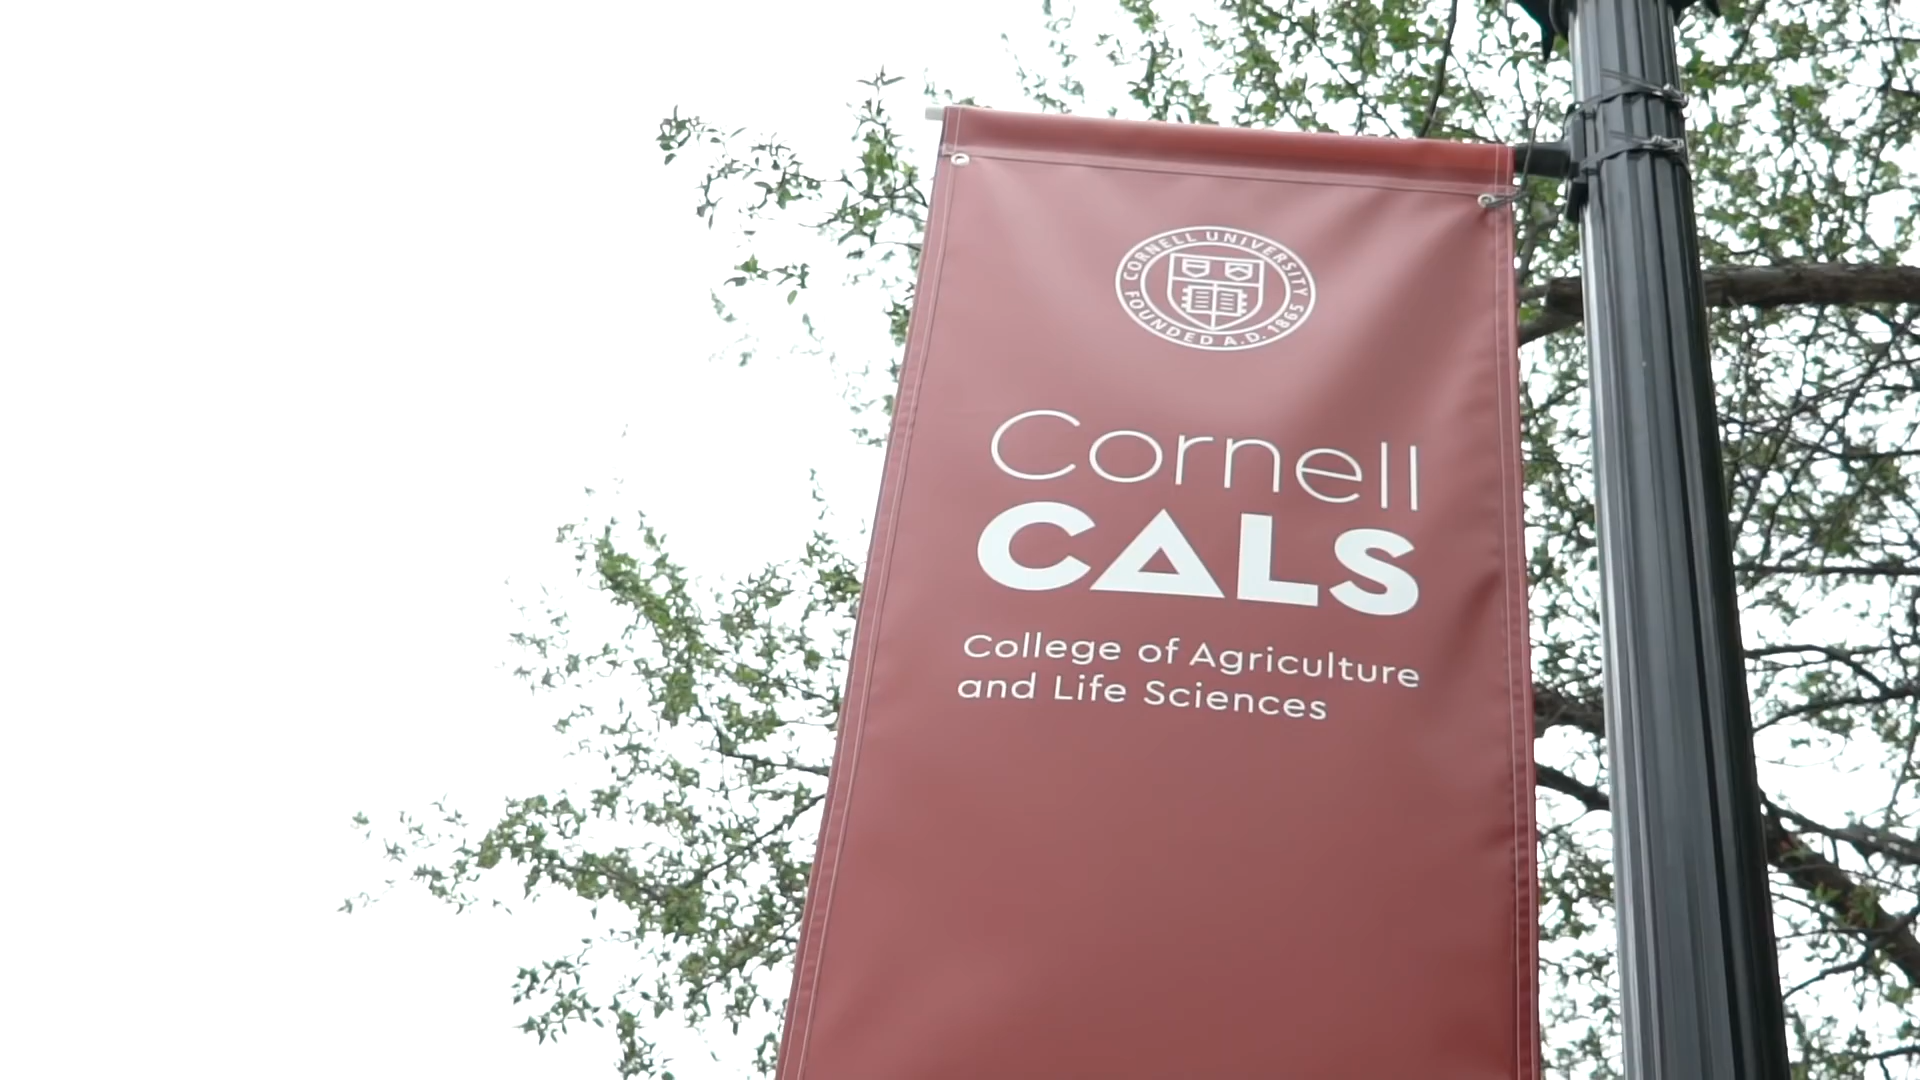 CORNELL UNIVERSITY
FOUNDED A.D. 1865
Cornell
CALS
College of Agriculture
and Life Sciences